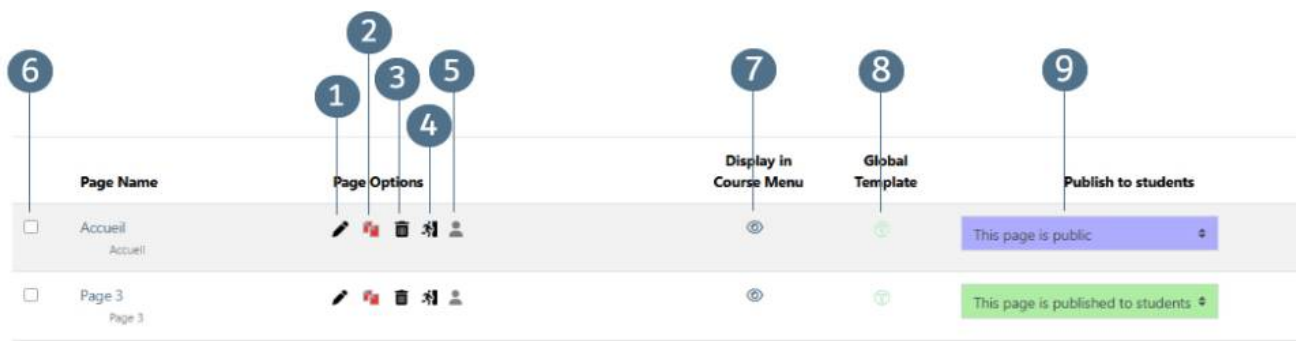 2
6 3 5 7 8 9
1
4
Display in Global
Page Name Page Options Course Menu Template Publish to students
Accueil This page is public
Accueil
Page 3 This page is published to students
Page 3